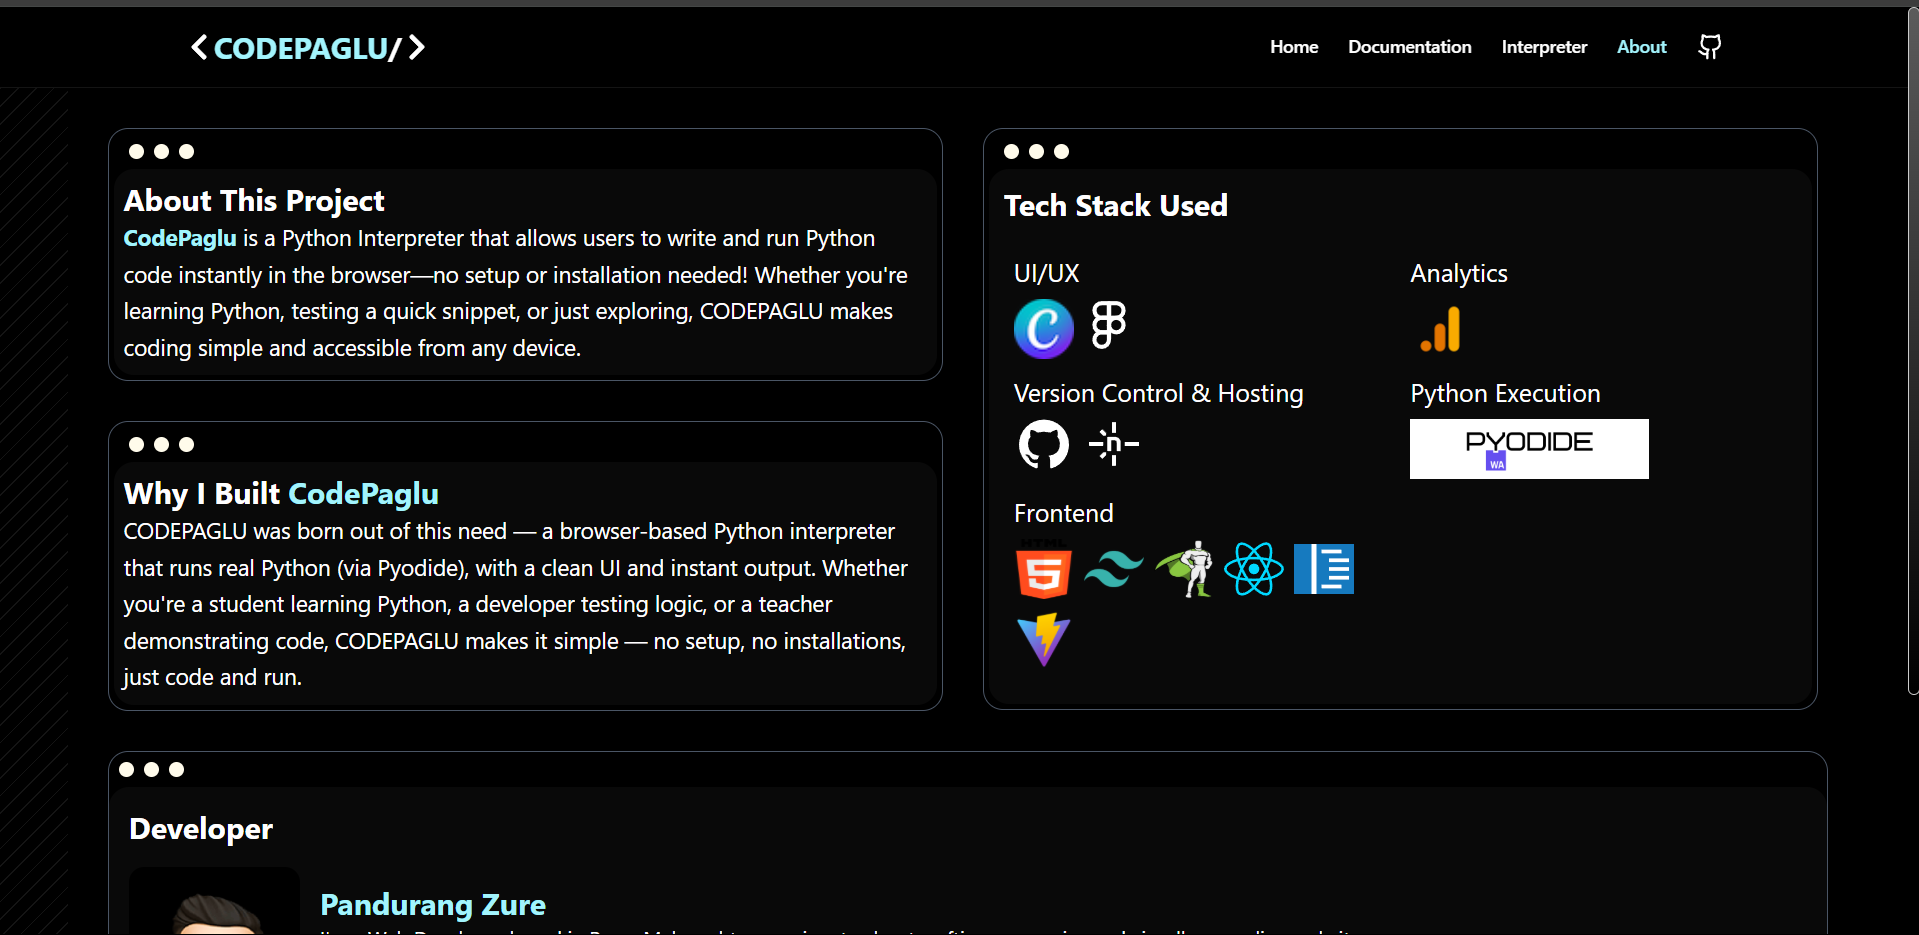 CODEPAGLU/
Home
Documentation
Interpreter
About
About This Project
CodePaglu is a Python Interpreter that allows users to write and run Python
code instantly in the browser—no setup or installation needed! Whether you're
learning Python, testing a quick snippet, or just exploring, CODEPAGLU makes
coding simple and accessible from any device.
Why I Built CodePaglu
CODEPAGLU was born out of this need — a browser-based Python interpreter
that runs real Python (via Pyodide), with a clean UI and instant output. Whether
you're a student learning Python, a developer testing logic, or a teacher
demonstrating code, CODEPAGLU makes it simple — no setup, no installations,
just code and run.
Tech Stack Used
UI/UX
Analytics
Version Control & Hosting
Python Execution
PYODIDE
WA
Frontend
HTML
Developer
Pandurang Zure